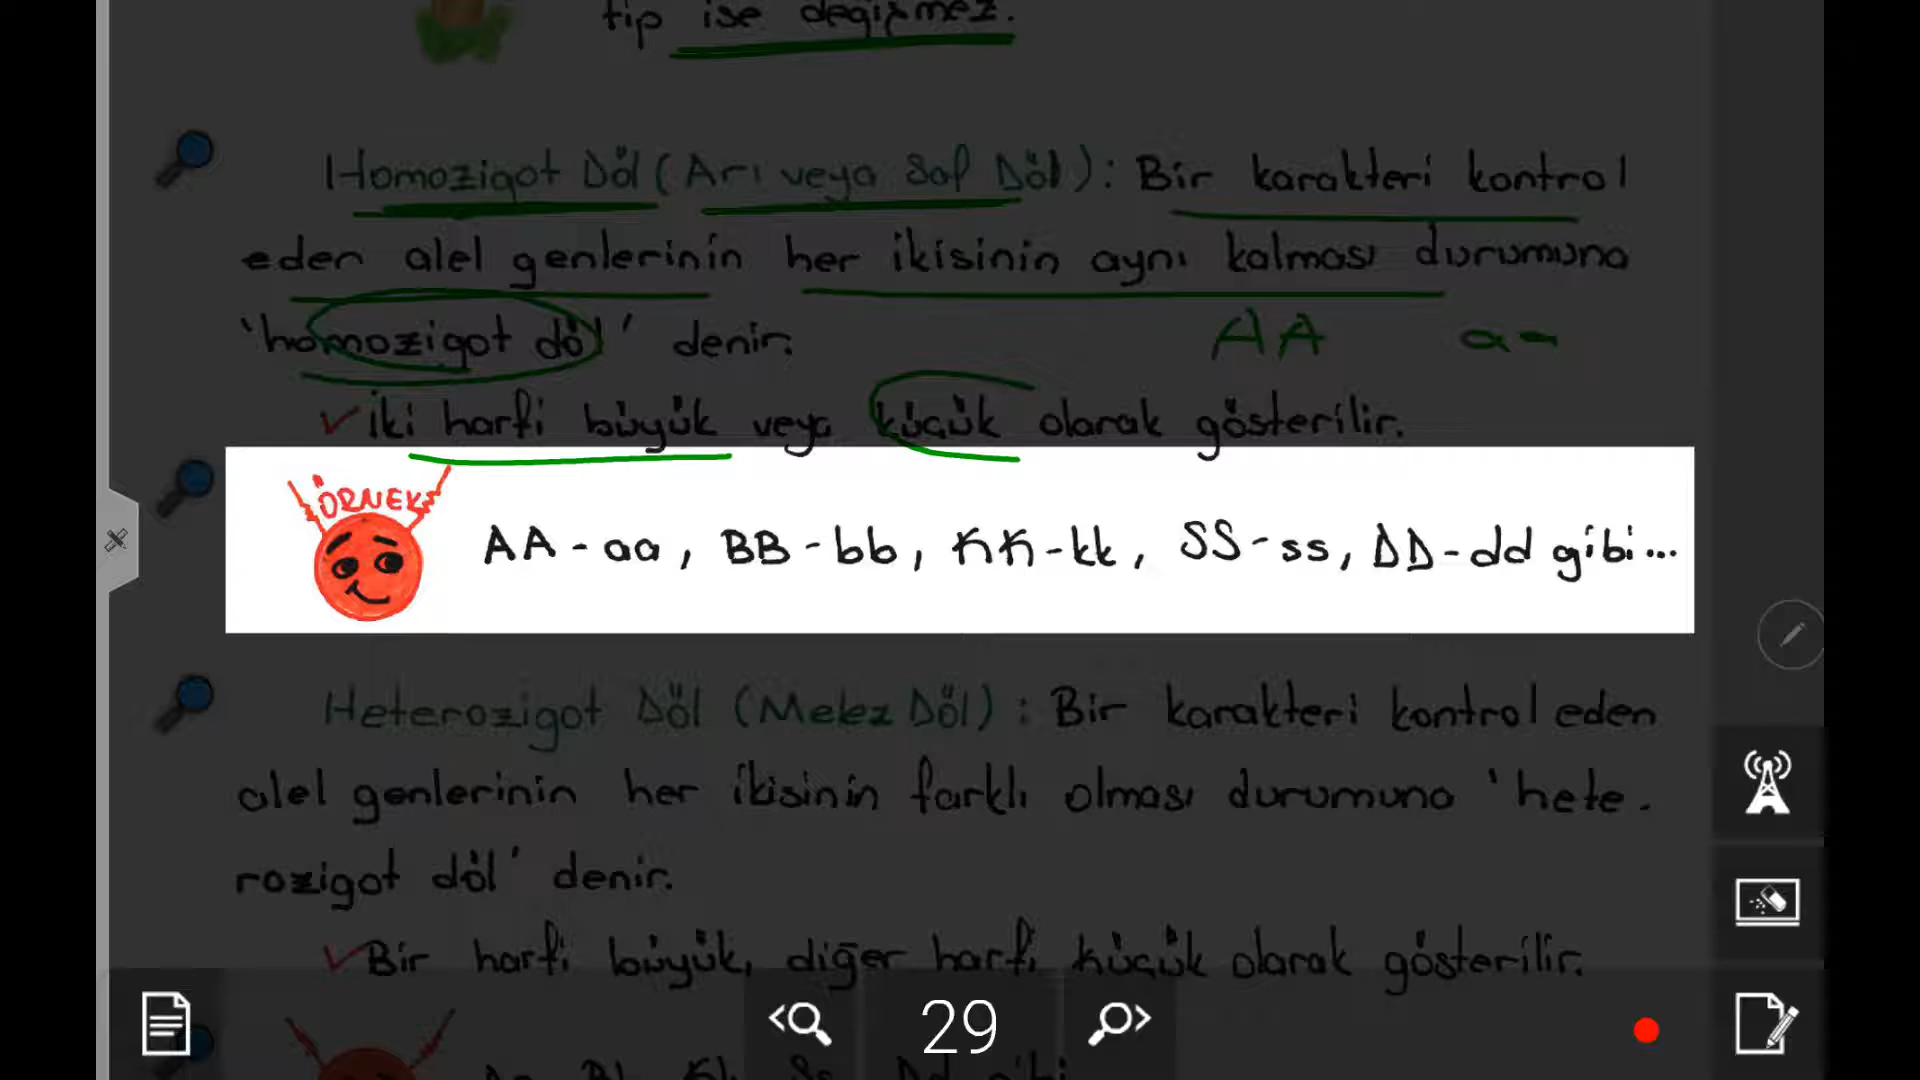 tip ise değişmez.
Homozigot Döl (Arı veya Saf Döl): Bir karakteri kontrol
eden alel genlerinin her ikisinin aynı kalması durumuna
'homozigot döl' denir.
AA aa
✓ İki harfi büyük veya küçük olarak gösterilir.
ÖRNEK
AA-aa, BB-bb, KK-kk, SS-ss, DD-dd gibi...
Heterozigot Döl (Melez Döl): Bir karakteri kontrol eden
alel genlerinin her ikisinin farklı olması durumuna 'hete-
rozigot döl' denir.
✓ Bir harfi büyük, diğer harfi küçük olarak gösterilir.
29